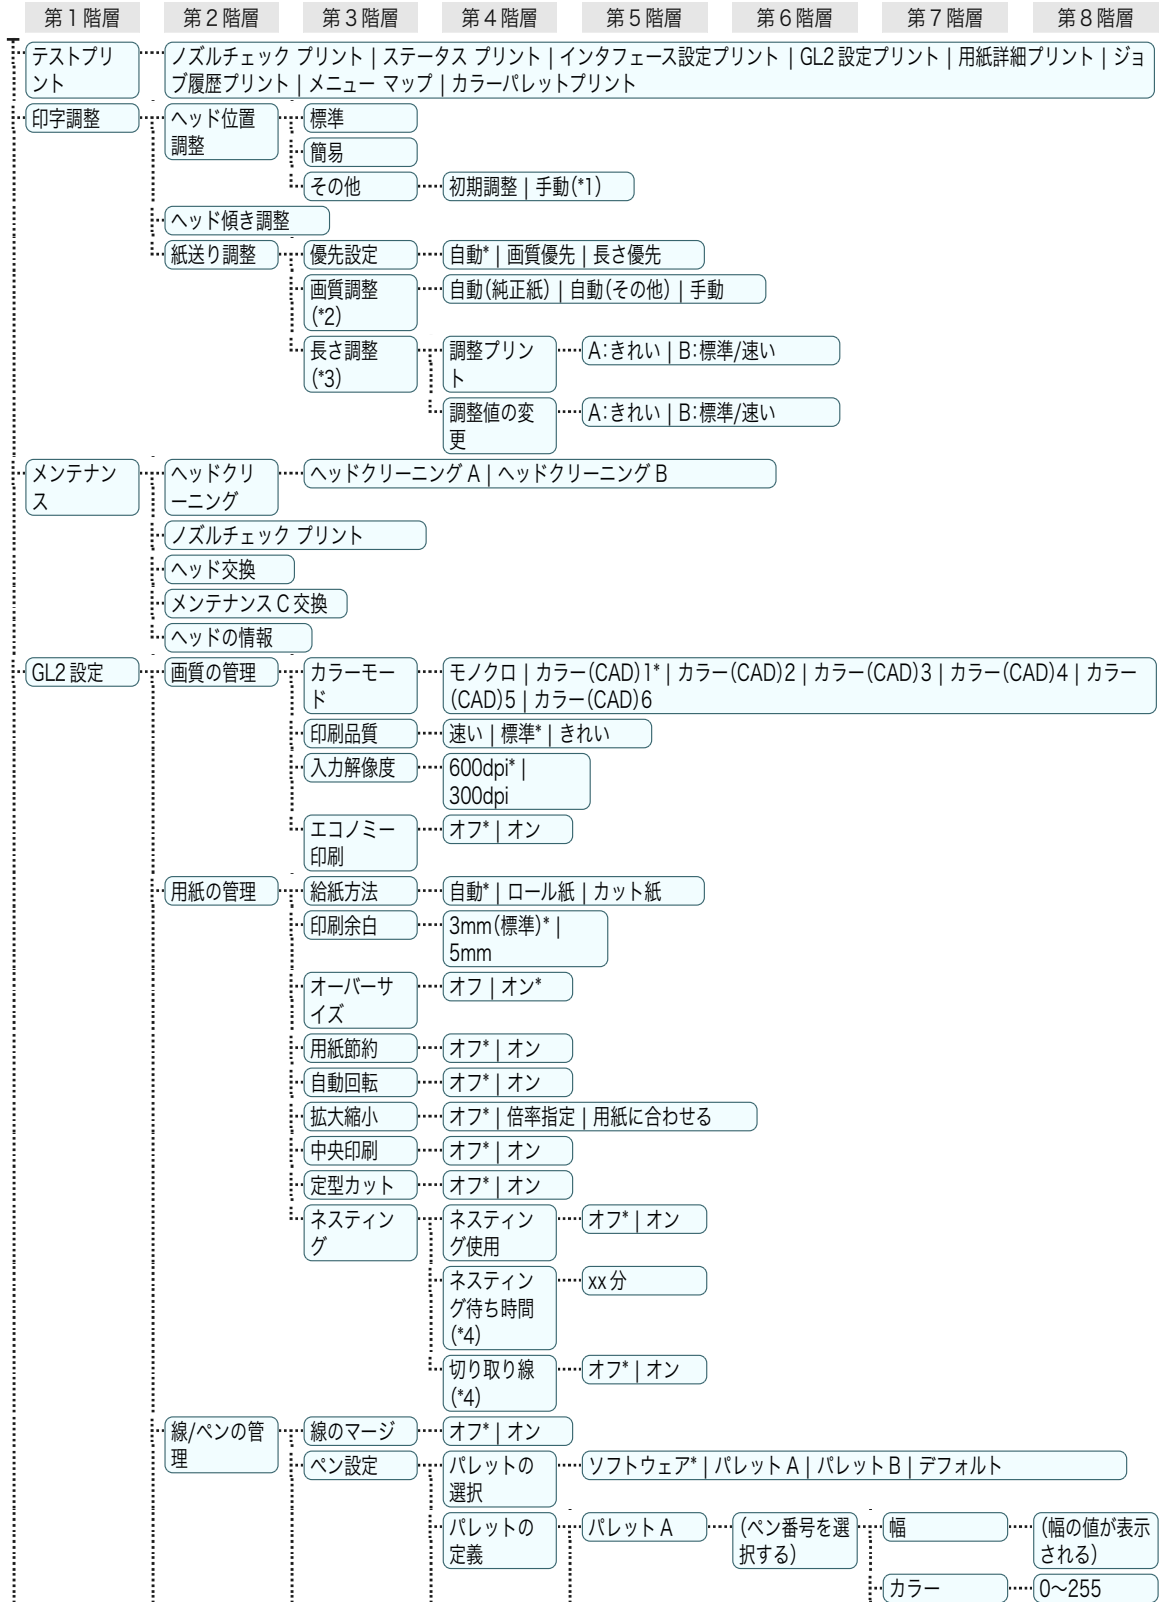 第1階層 第2階層 第3階層 第4階層 第5階層 第6階層 第7階層 第8階層
テストプリ
ント
ノズルチェック プリント | ステータス プリント | インタフェース設定プリント | GL2設定プリント | 用紙詳細プリント | ジョ
ブ履歴プリント | メニュー マップ | カラーパレットプリント
印字調整
ヘッド位置
調整
標準
簡易
その他
初期調整 | 手動(*1)
ヘッド傾き調整
紙送り調整
優先設定
自動* | 画質優先 | 長さ優先
画質調整
(*2)
自動(純正紙) | 自動(その他) | 手動
長さ調整
(*3)
調整プリン
ト
A:きれい | B:標準/速い
調整値の変
更
A:きれい | B:標準/速い
メンテナン
ス
ヘッドクリ
ーニング
ヘッドクリーニング A | ヘッドクリーニング B
ノズルチェック プリント
ヘッド交換
メンテナンス C 交換
ヘッドの情報
GL2設定
画質の管理
カラーモー
ド
モノクロ | カラー(CAD)1* | カラー(CAD)2 | カラー(CAD)3 | カラー(CAD)4 | カラー
(CAD)5 | カラー(CAD)6
印刷品質
速い | 標準* | きれい
入力解像度
600dpi* |
300dpi
エコノミー
印刷
オフ* | オン
用紙の管理
給紙方法
自動* | ロール紙 | カット紙
印刷余白
3mm(標準)* |
5mm
オーバーサ
イズ
オフ | オン*
用紙節約
オフ* | オン
自動回転
オフ* | オン
拡大縮小
オフ* | 倍率指定 | 用紙に合わせる
中央印刷
オフ* | オン
定型カット
オフ* | オン
ネスティン
グ
ネスティン
グ使用
オフ* | オン
ネスティン
グ待ち時間
(*4)
xx分
切り取り線
(*4)
オフ* | オン
線/ペンの管
理
線のマージ
オフ* | オン
ペン設定
パレットの
選択
ソフトウェア* | パレット A | パレット B | デフォルト
パレットの
定義
パレット A
(ペン番号を選
択する)
幅
(幅の値が表示
される)
カラー
0~255